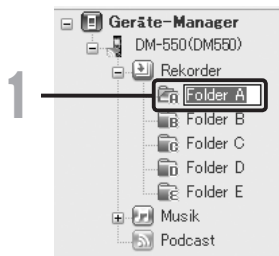 Geräte-Manager
DM-550(DM550)
Rekorder
1
A Folder A
B Folder B
C Folder C
D Folder D
E Folder E
Musik
Podcast